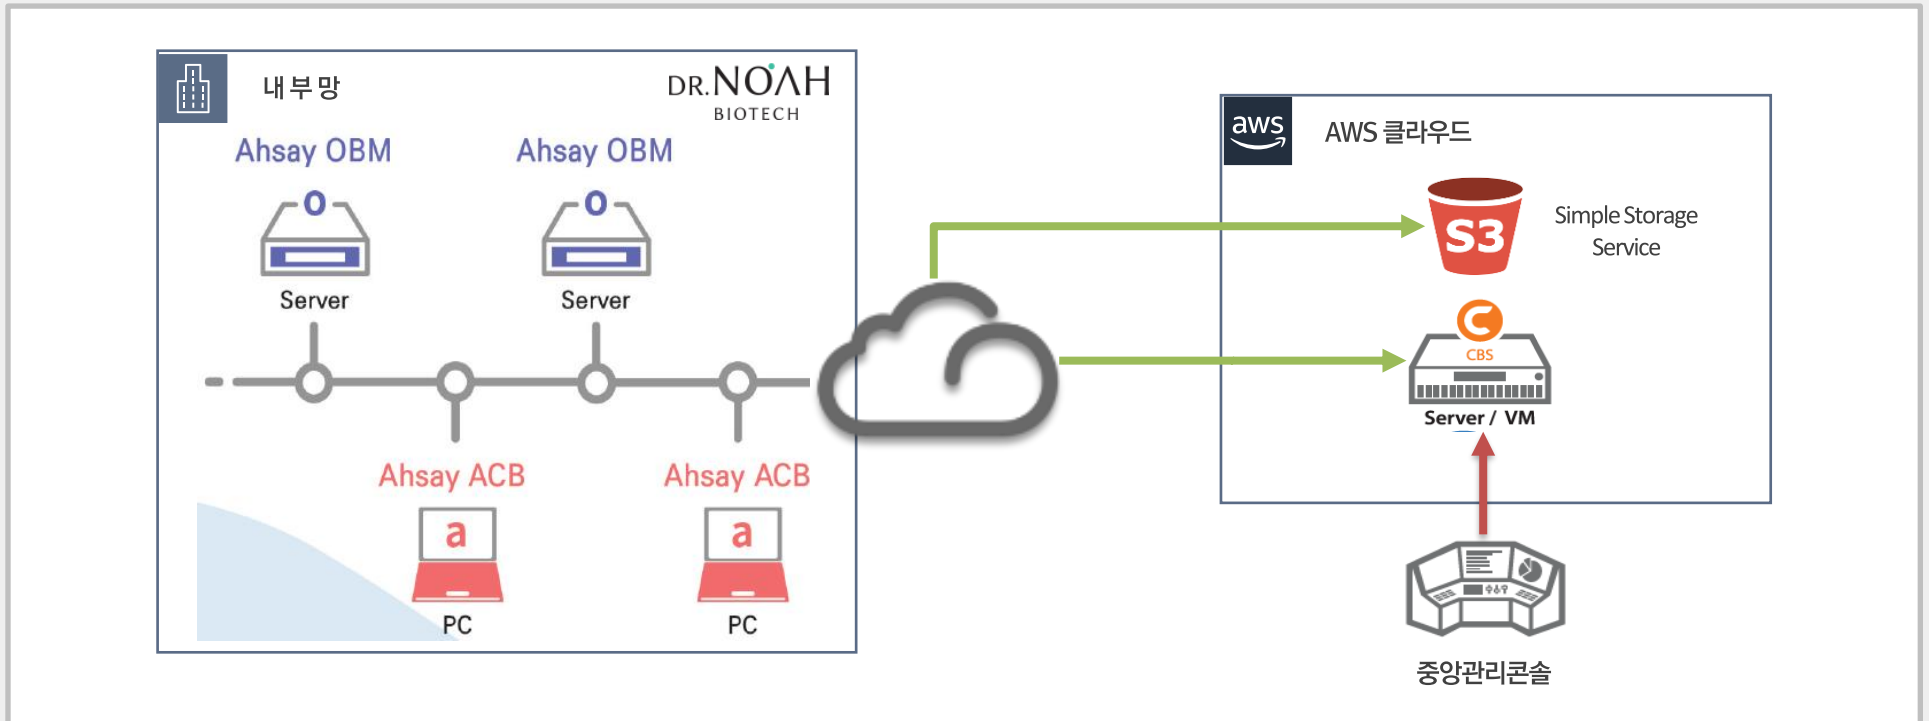 내부망
DR.NOAH
BIOTECH
Ahsay OBM
Ahsay OBM
O
O
Server
Server
Ahsay ACB
Ahsay ACB
a
a
PC
PC
aws
AWS 클라우드
S3
Simple Storage
Service
C
CBS
Server / VM
중앙관리콘솔